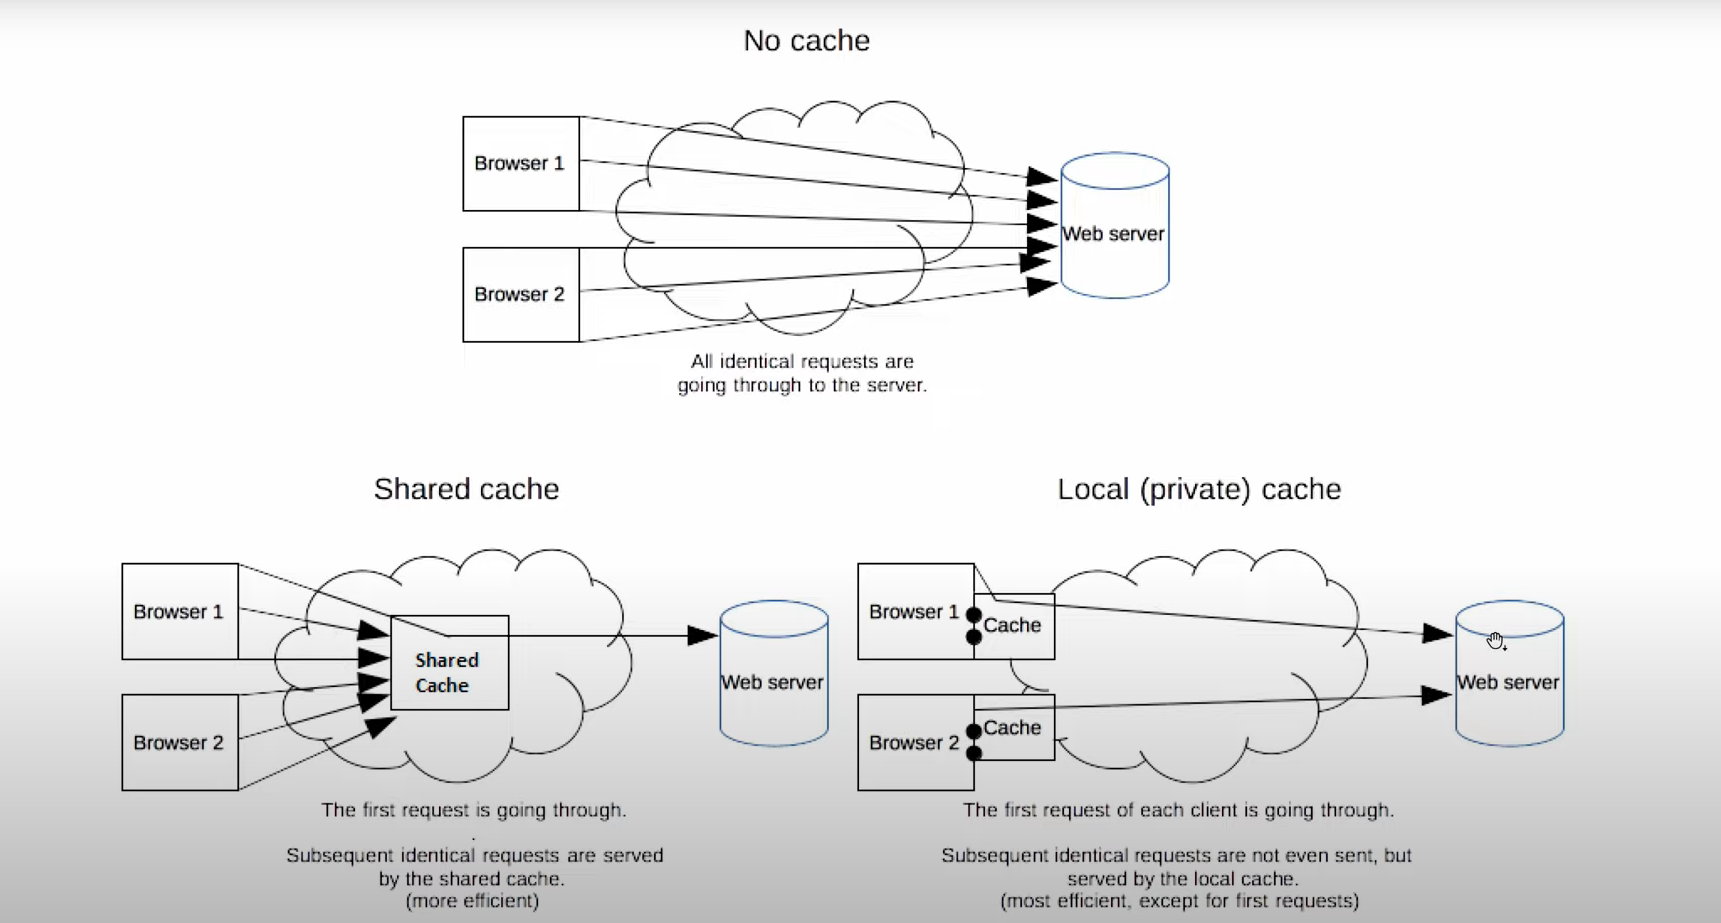 No cache
Browser 1
Web server
Browser 2
All identical requests are
going through to the server.
Shared cache
Browser 1
Shared
Cache
Web server
Browser 2
The first request is going through.
.
Subsequent identical requests are served
by the shared cache.
(more efficient)
Local (private) cache
Browser 1
Cache
Web server
Browser 2
Cache
The first request of each client is going through.
Subsequent identical requests are not even sent, but
served by the local cache.
(most efficient, except for first requests)